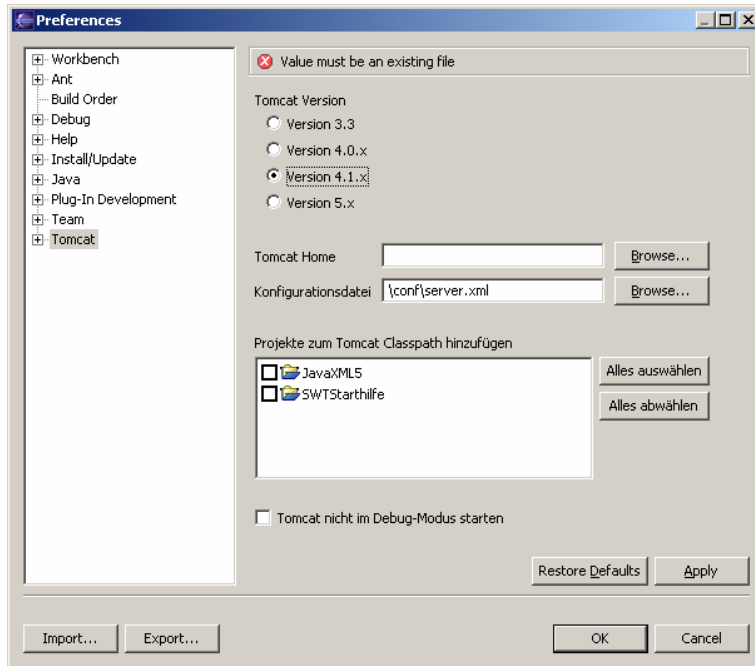 Preferences
Workbench
Ant
Build Order
Debug
Help
Install/Update
Java
Plug-In Development
Team
Tomcat
Value must be an existing file
Tomcat Version
Version 3.3
Version 4.0.x
Version 4.1.x
Version 5.x
Tomcat Home
Browse...
Konfigurationsdatei \conf\server.xml Browse...
Projekte zum Tomcat Classpath hinzufügen
JavaXML5
SWTStarthilfe
Alles auswählen
Alles abwählen
Tomcat nicht im Debug-Modus starten
Restore Defaults Apply
Import... Export... OK Cancel